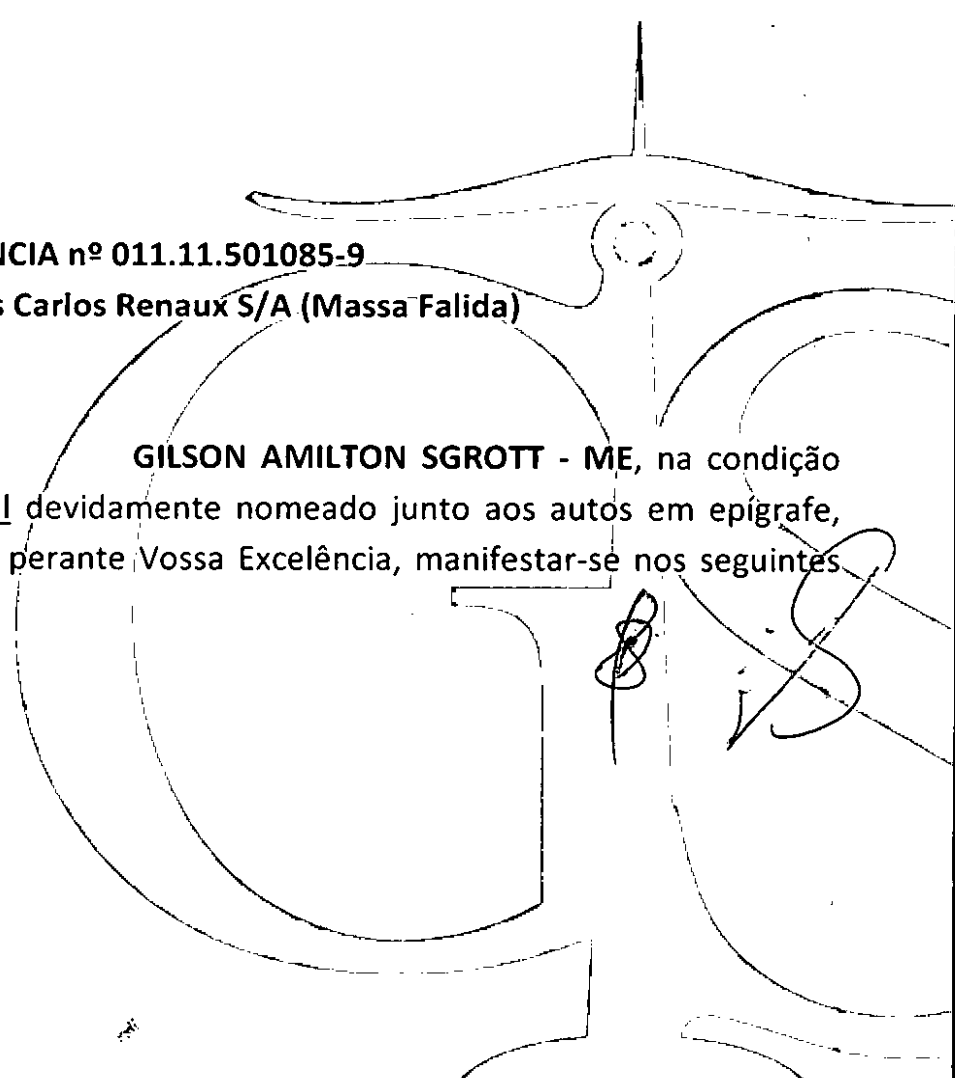 NCIA nº 011.11.501085-9
s Carlos Renaux S/A (Massa Falida)
GILSON AMILTON SGROTT - ME, na condição
l devidamente nomeado junto aos autos em epígrafe,
perante Vossa Excelência, manifestar-se nos seguintes